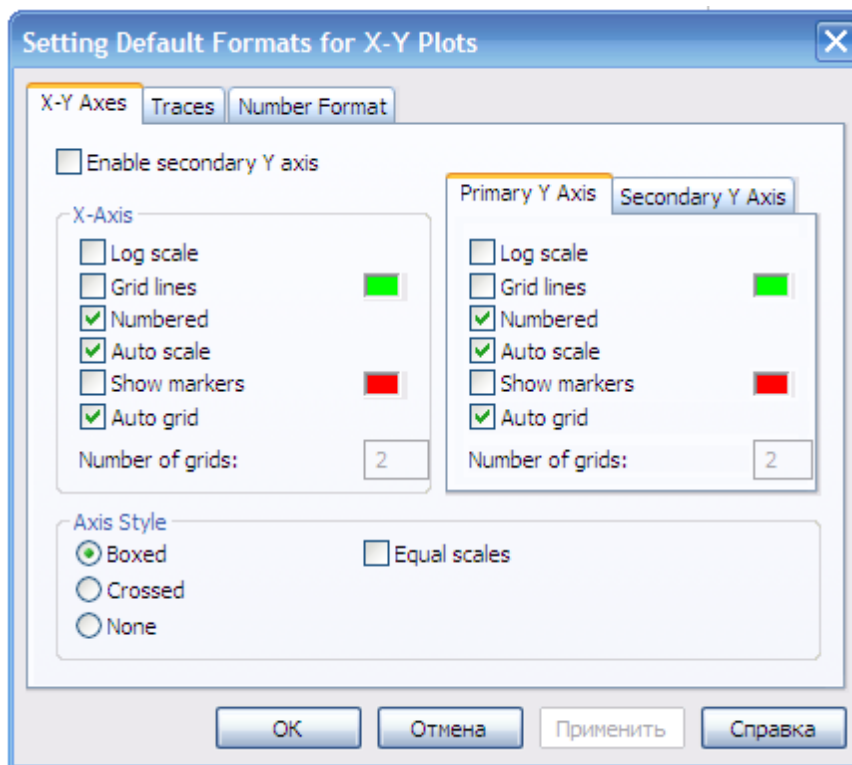 Setting Default Formats for X-Y Plots
X-Y Axes Traces Number Format
Enable secondary Y axis
X-Axis
Log scale
Grid lines
Numbered
Auto scale
Show markers
Auto grid
Number of grids: 2
Primary Y Axis Secondary Y Axis
Log scale
Grid lines
Numbered
Auto scale
Show markers
Auto grid
Number of grids: 2
Axis Style
Boxed
Equal scales
Crossed
None
OK Отмена Применить Справка